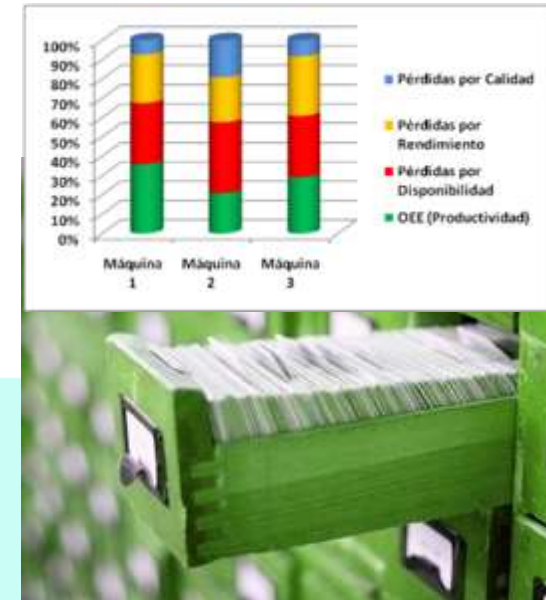 100%
90%
80%
70%
60%
50%
40%
30%
20%
10%
0%
Máquina
1
Máquina
2
Máquina
3
Pérdidas por Calidad
Pérdidas por
Rendimiento
Pérdidas por
Disponibilidad
OEE (Productividad)